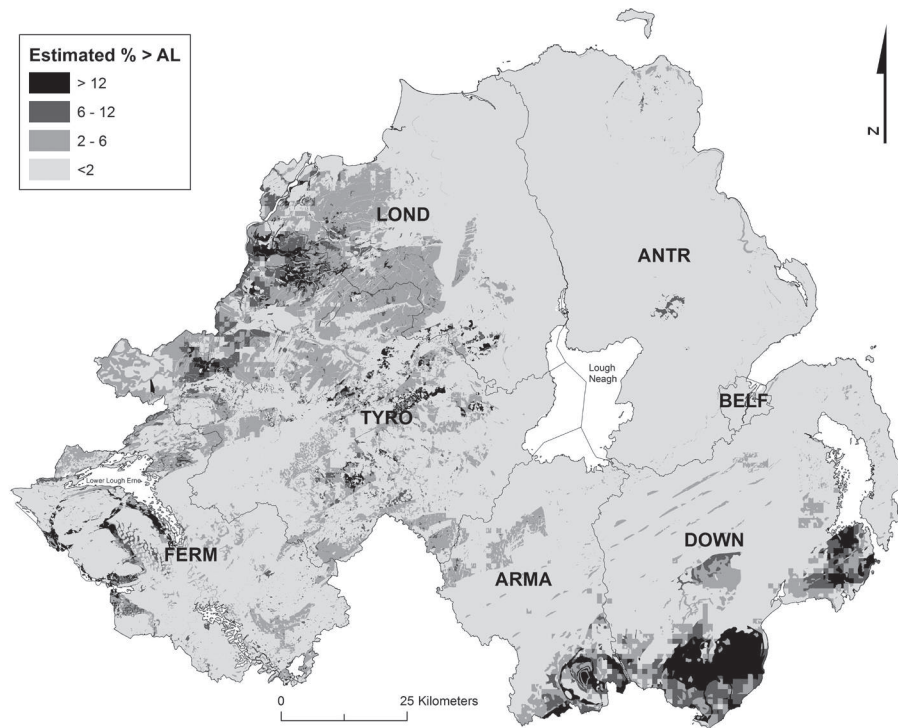 Estimated % > AL
> 12
6 - 12
2 - 6
<2
N
LOND
ANTR
Lough
Neagh
BELF
TYRO
Lower Lough Erne
FERM
ARMA
DOWN
0 25 Kilometers